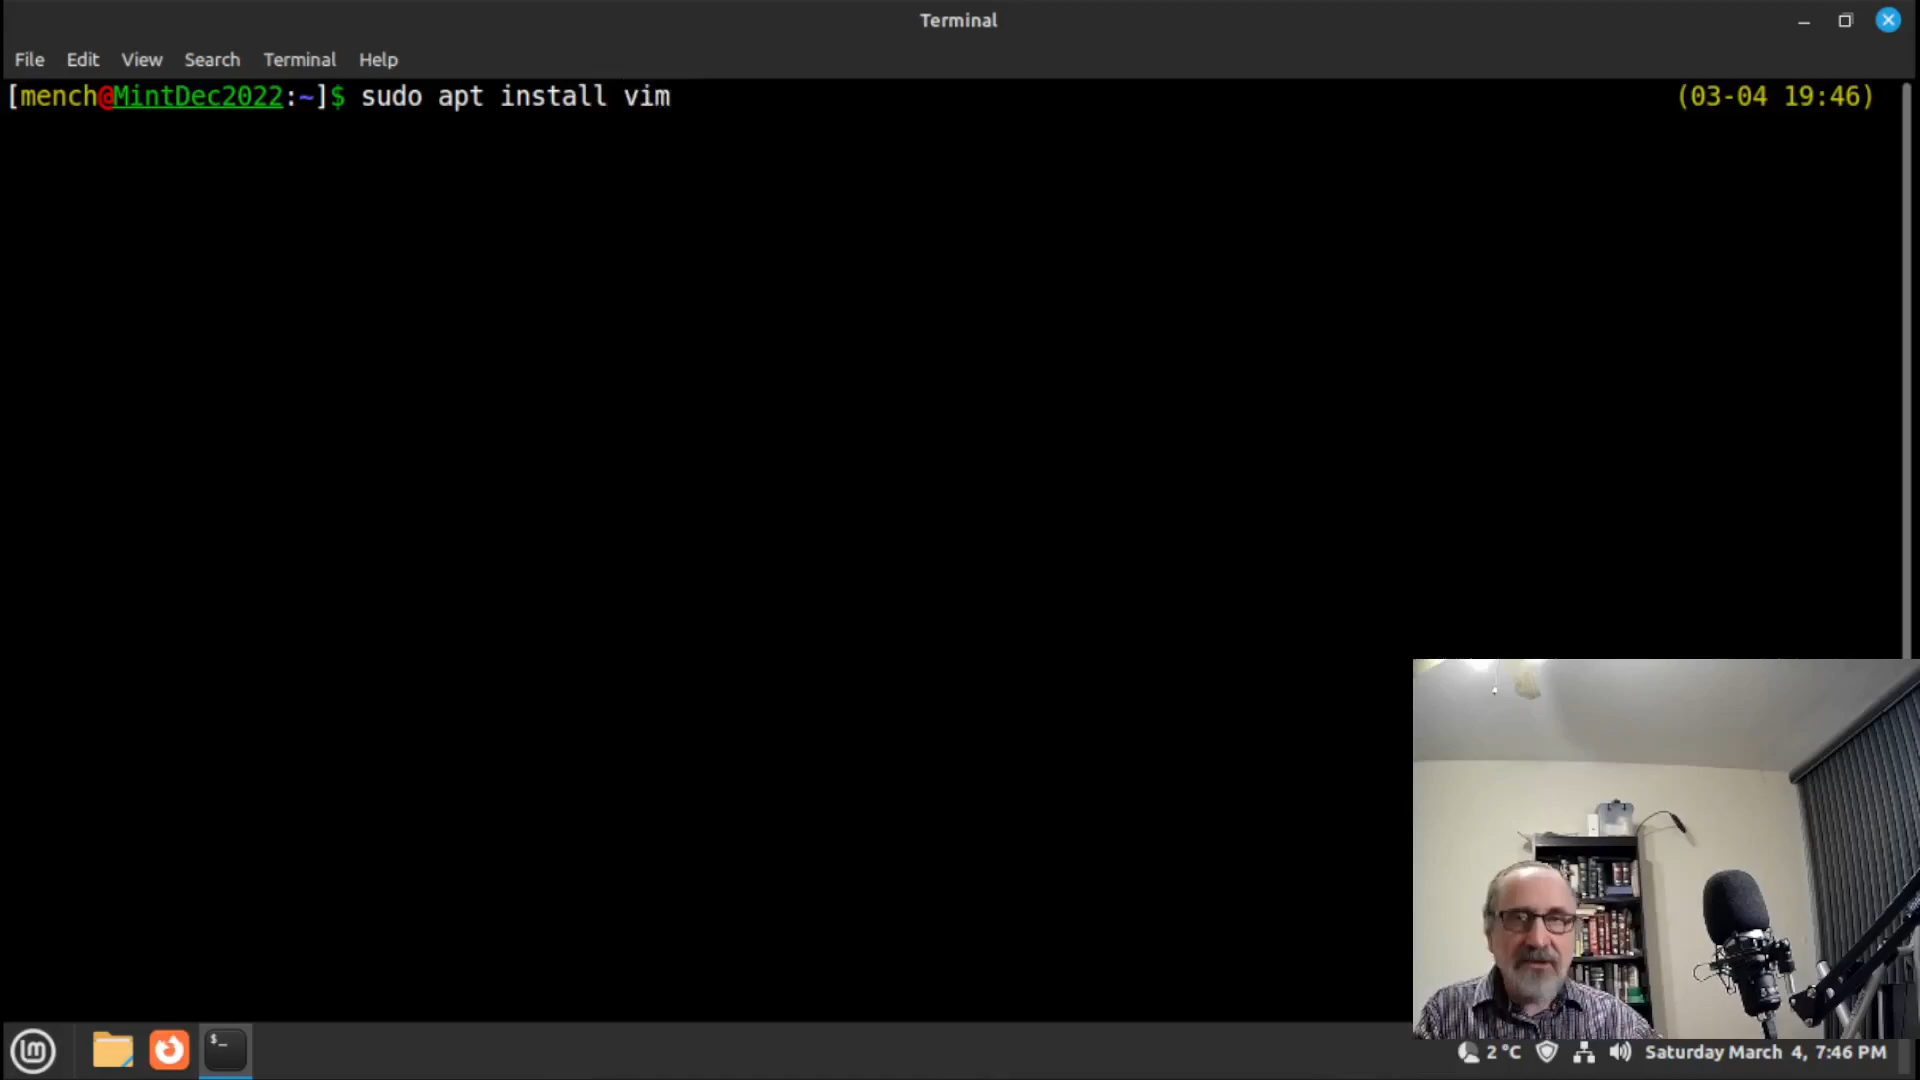 Terminal
File Edit View Search Terminal Help
[mench@MintDec2022:~]$ sudo apt install vim (03-04 19:46)
$_ 2 °C Saturday March 4, 7:46 PM